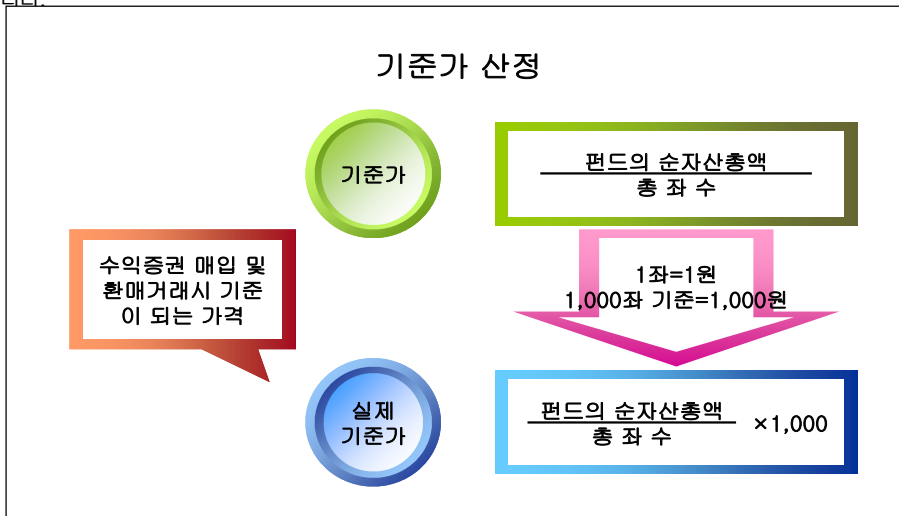 니다.
기준가 산정
기준가
펀드의 순자산총액
총 좌 수
수익증권 매입 및
환매거래시 기준
이 되는 가격
1좌=1원
1,000좌 기준=1,000원
실제
기준가
펀드의 순자산총액
총 좌 수
×1,000